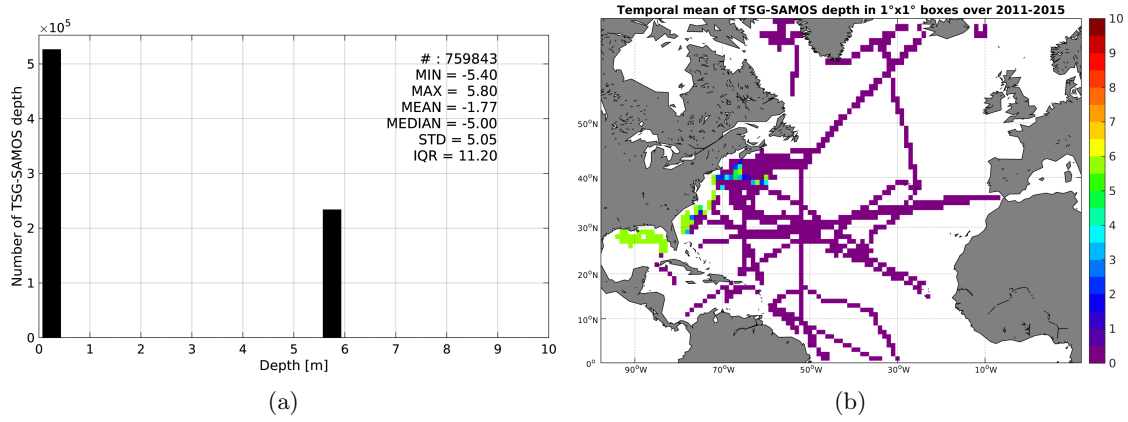 ×10⁵
5
4
3
2
1
0
Number of TSG-SAMOS depth
# : 759843
MIN = -5.40
MAX = 5.80
MEAN = -1.77
MEDIAN = -5.00
STD = 5.05
IQR = 11.20
0 1 2 3 4 5 6 7 8 9 10
Depth [m]
(a)
Temporal mean of TSG-SAMOS depth in 1°x1° boxes over 2011-2015
50°N
40°N
30°N
20°N
10°N
0°
90°W 70°W 50°W 30°W 10°W
10
9
8
7
6
5
4
3
2
1
0
(b)